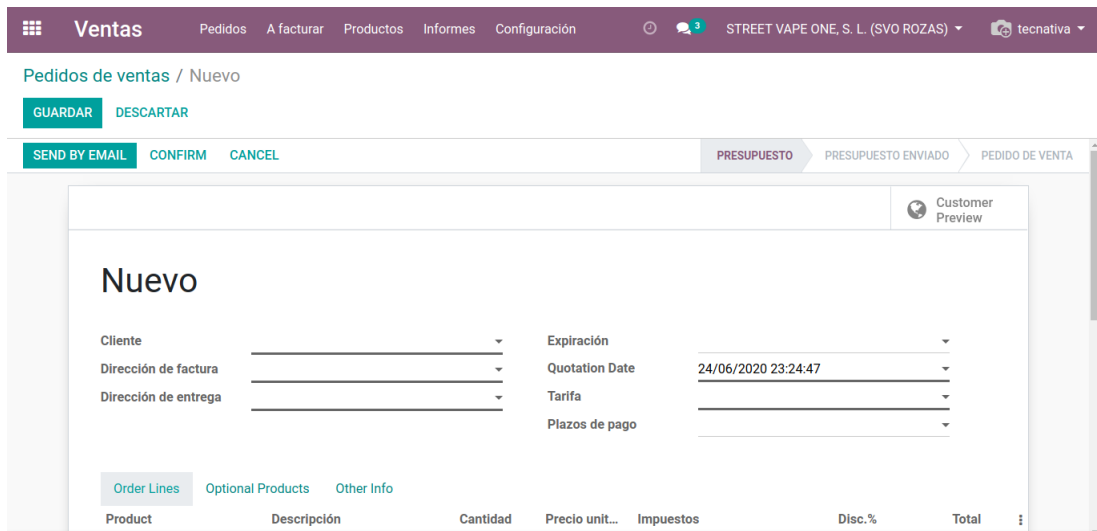 Ventas Pedidos A facturar Productos Informes Configuración 3 STREET VAPE ONE, S. L. (SVO ROZAS) tecnativa
Pedidos de ventas / Nuevo
GUARDAR DESCARTAR
SEND BY EMAIL CONFIRM CANCEL PRESUPUESTO PRESUPUESTO ENVIADO PEDIDO DE VENTA
Customer
Preview
Nuevo
Cliente Expiración
Dirección de factura Quotation Date 24/06/2020 23:24:47
Dirección de entrega Tarifa
Plazos de pago
Order Lines Optional Products Other Info
Product Descripción Cantidad Precio unit... Impuestos Disc.% Total